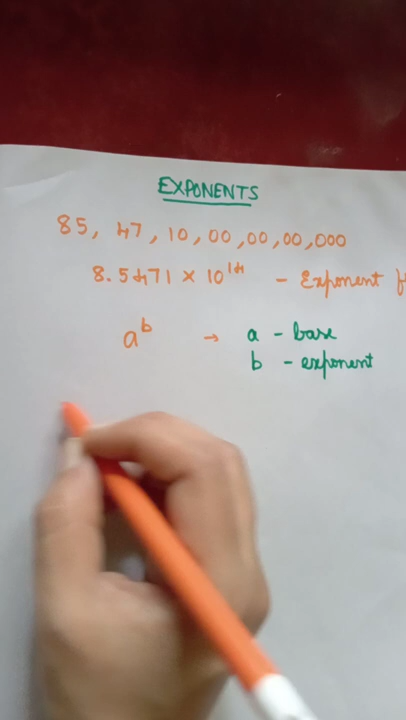 EXPONENTS
85, 47, 10, 00, 00, 00, 000
8.5471 × 10¹⁴ - Exponent
aᵇ → a - base
b - exponent